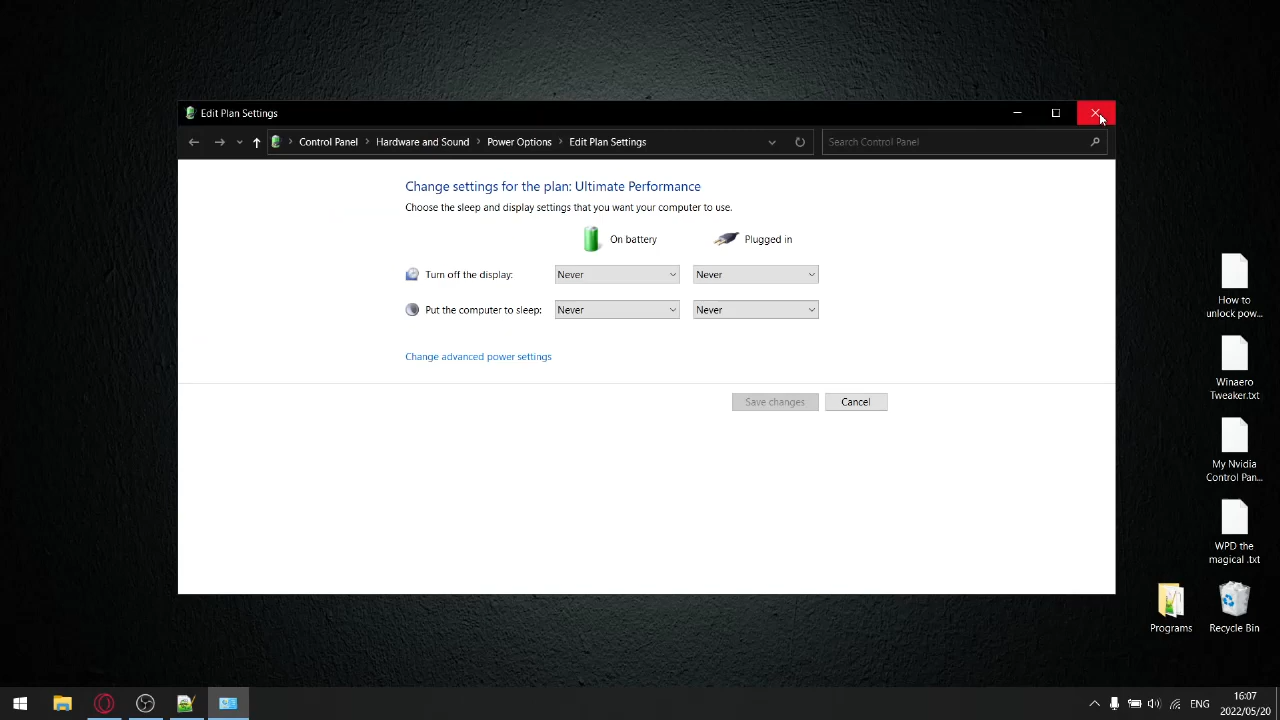 Edit Plan Settings
Control Panel
Hardware and Sound
Power Options
Edit Plan Settings
Search Control Panel
Change settings for the plan: Ultimate Performance
Choose the sleep and display settings that you want your computer to use.
On battery
Plugged in
Turn off the display:
Never
Never
Put the computer to sleep:
Never
Never
Change advanced power settings
Save changes
Cancel
How to
unlock pow...
Winaero
Tweaker.txt
My Nvidia
Control Pan...
WPD the
magical .txt
Programs
Recycle Bin
ENG
16:07
2022/05/20